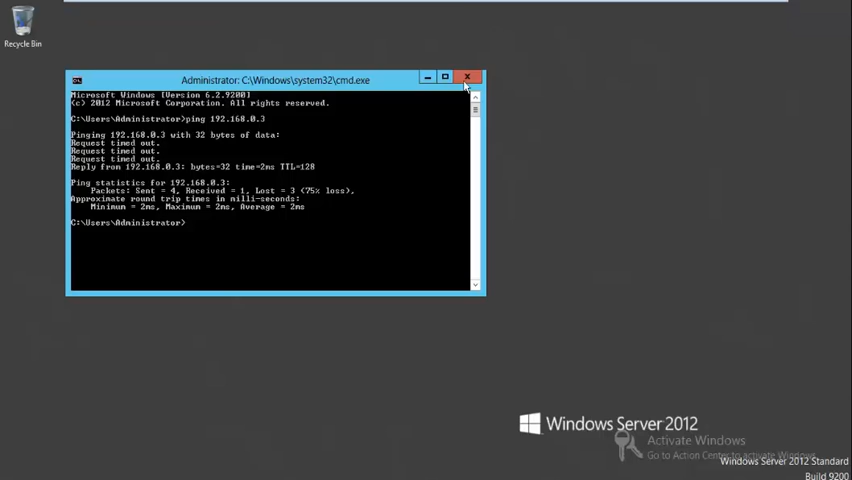 Recycle Bin
Administrator: C:\Windows\system32\cmd.exe
Microsoft Windows [Version 6.2.9200]
(c) 2012 Microsoft Corporation. All rights reserved.
C:\Users\Administrator>ping 192.168.0.3
Pinging 192.168.0.3 with 32 bytes of data:
Request timed out.
Request timed out.
Request timed out.
Reply from 192.168.0.3: bytes=32 time=2ms TTL=128
Ping statistics for 192.168.0.3:
Packets: Sent = 4, Received = 1, Lost = 3 (75% loss),
Approximate round trip times in milli-seconds:
Minimum = 2ms, Maximum = 2ms, Average = 2ms
C:\Users\Administrator>
Windows Server 2012
Activate Windows
Go to Action Center to activate Windows.
Windows Server 2012 Standard
Build 9200